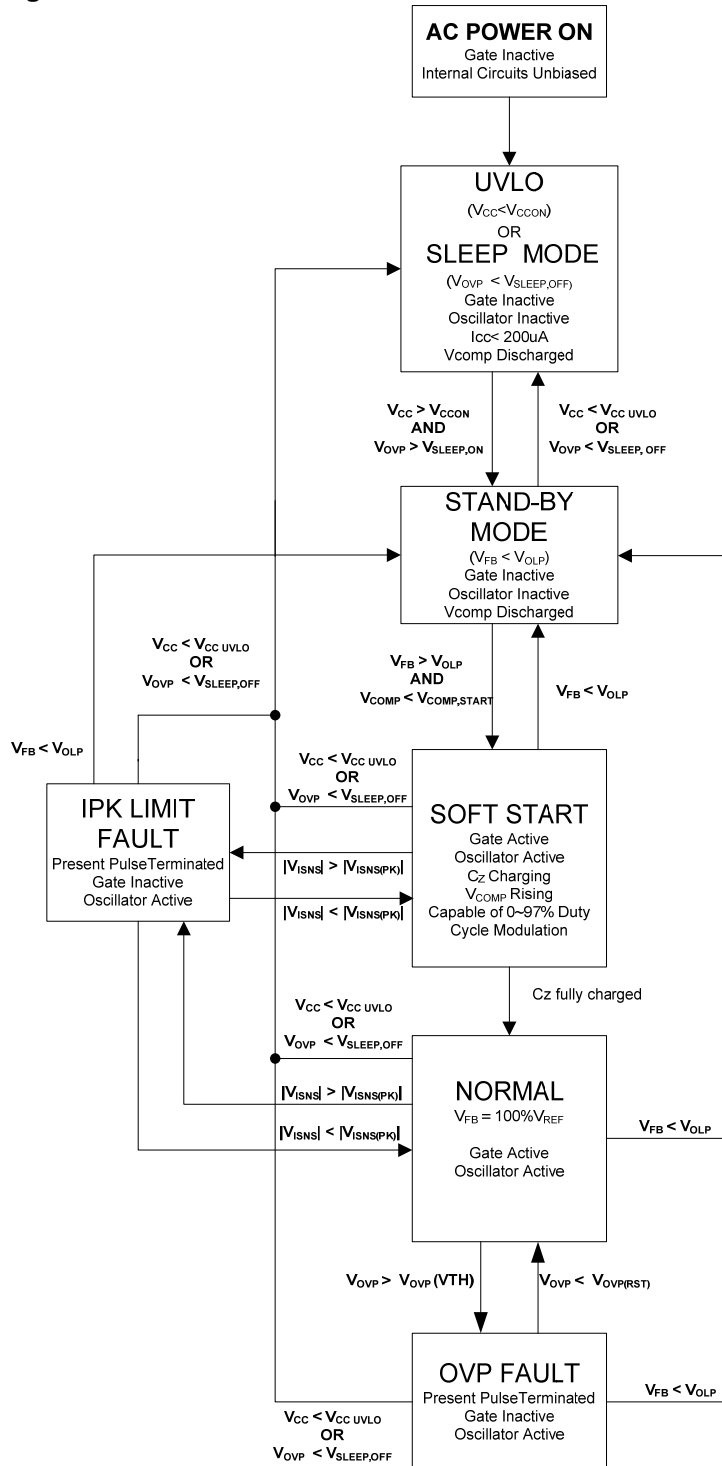 AC POWER ON
Gate Inactive
Internal Circuits Unbiased
UVLO
(VCC<VCCON)
OR
SLEEP MODE
(VOVP < VSLEEP,OFF)
Gate Inactive
Oscillator Inactive
Icc< 200uA
Vcomp Discharged
VCC > VCCON
AND
VOVP > VSLEEP,ON
VCC < VCC UVLO
OR
VOVP < VSLEEP, OFF
STAND-BY
MODE
(VFB < VOLP)
Gate Inactive
Oscillator Inactive
Vcomp Discharged
VCC < VCC UVLO
OR
VOVP < VSLEEP,OFF
VFB > VOLP
AND
VCOMP < VCOMP,START
VFB < VOLP
VFB < VOLP
VCC < VCC UVLO
OR
VOVP < VSLEEP,OFF
IPK LIMIT
FAULT
Present PulseTerminated
Gate Inactive
Oscillator Active
|VISNS| > |VISNS(PK)|
|VISNS| < |VISNS(PK)|
SOFT START
Gate Active
Oscillator Active
CZ Charging
VCOMP Rising
Capable of 0~97% Duty
Cycle Modulation
Cz fully charged
VCC < VCC UVLO
OR
VOVP < VSLEEP,OFF
|VISNS| > |VISNS(PK)|
|VISNS| < |VISNS(PK)|
NORMAL
VFB = 100%VREF
Gate Active
Oscillator Active
VFB < VOLP
VOVP > VOVP (VTH)
VOVP < VOVP(RST)
OVP FAULT
Present PulseTerminated
Gate Inactive
Oscillator Active
VFB < VOLP
VCC < VCC UVLO
OR
VOVP < VSLEEP,OFF